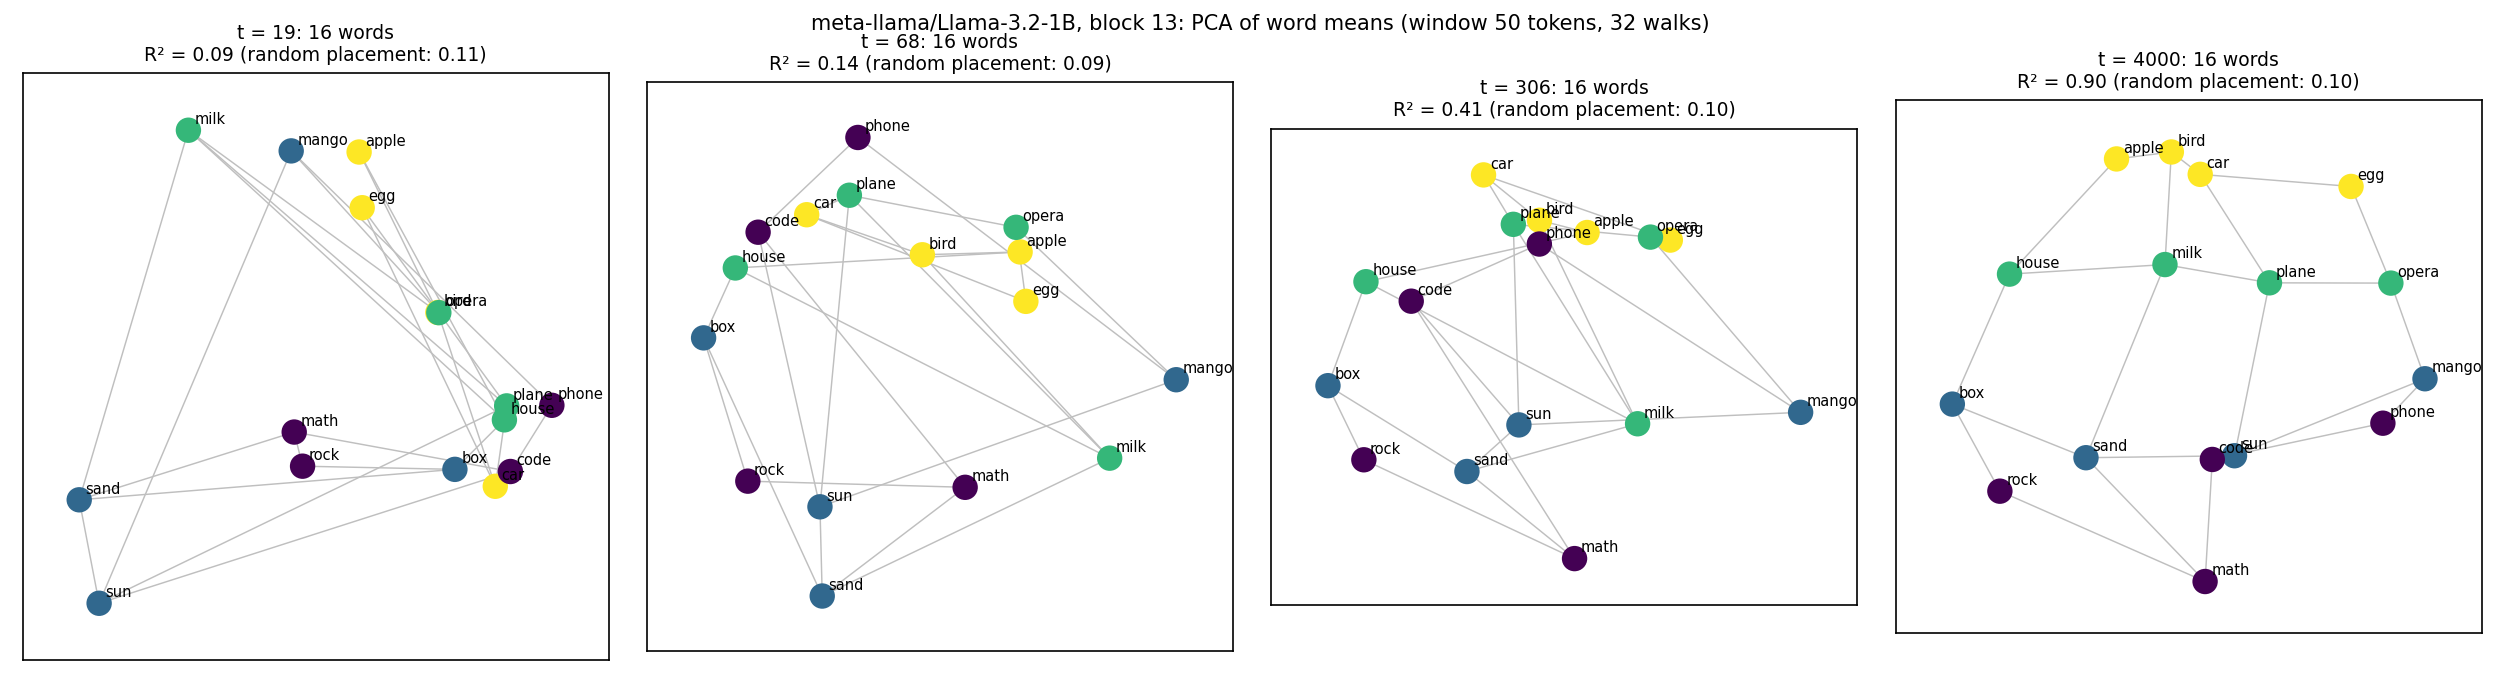 meta-llama/Llama-3.2-1B, block 13: PCA of word means (window 50 tokens, 32 walks)
t = 19: 16 words
R² = 0.09 (random placement: 0.11)
milk
mango
apple
egg
bird
opera
plane
phone
house
math
rock
box
code
car
sand
sun
t = 68: 16 words
R² = 0.14 (random placement: 0.09)
phone
plane
car
code
opera
apple
bird
house
egg
box
mango
milk
rock
math
sun
sand
t = 306: 16 words
R² = 0.41 (random placement: 0.10)
car
bird
plane
apple
opera
egg
phone
house
code
box
mango
sun
milk
rock
sand
math
t = 4000: 16 words
R² = 0.90 (random placement: 0.10)
bird
apple
car
egg
milk
house
plane
opera
mango
box
phone
sand
code
sun
rock
math